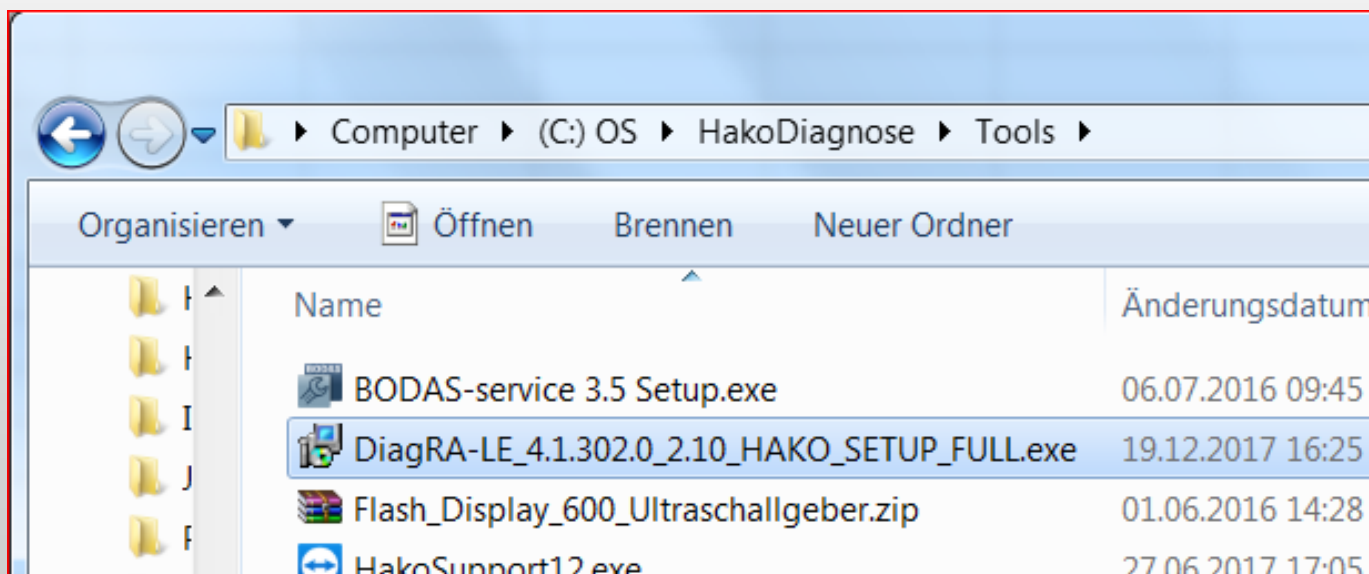 Computer (C:) OS HakoDiagnose Tools
Organisieren Öffnen Brennen Neuer Ordner
Name Änderungsdatum
BODAS-service 3.5 Setup.exe 06.07.2016 09:45
DiagRA-LE_4.1.302.0_2.10_HAKO_SETUP_FULL.exe 19.12.2017 16:25
Flash_Display_600_Ultraschallgeber.zip 01.06.2016 14:28
HakoSupport12.exe 27.06.2017 17:05